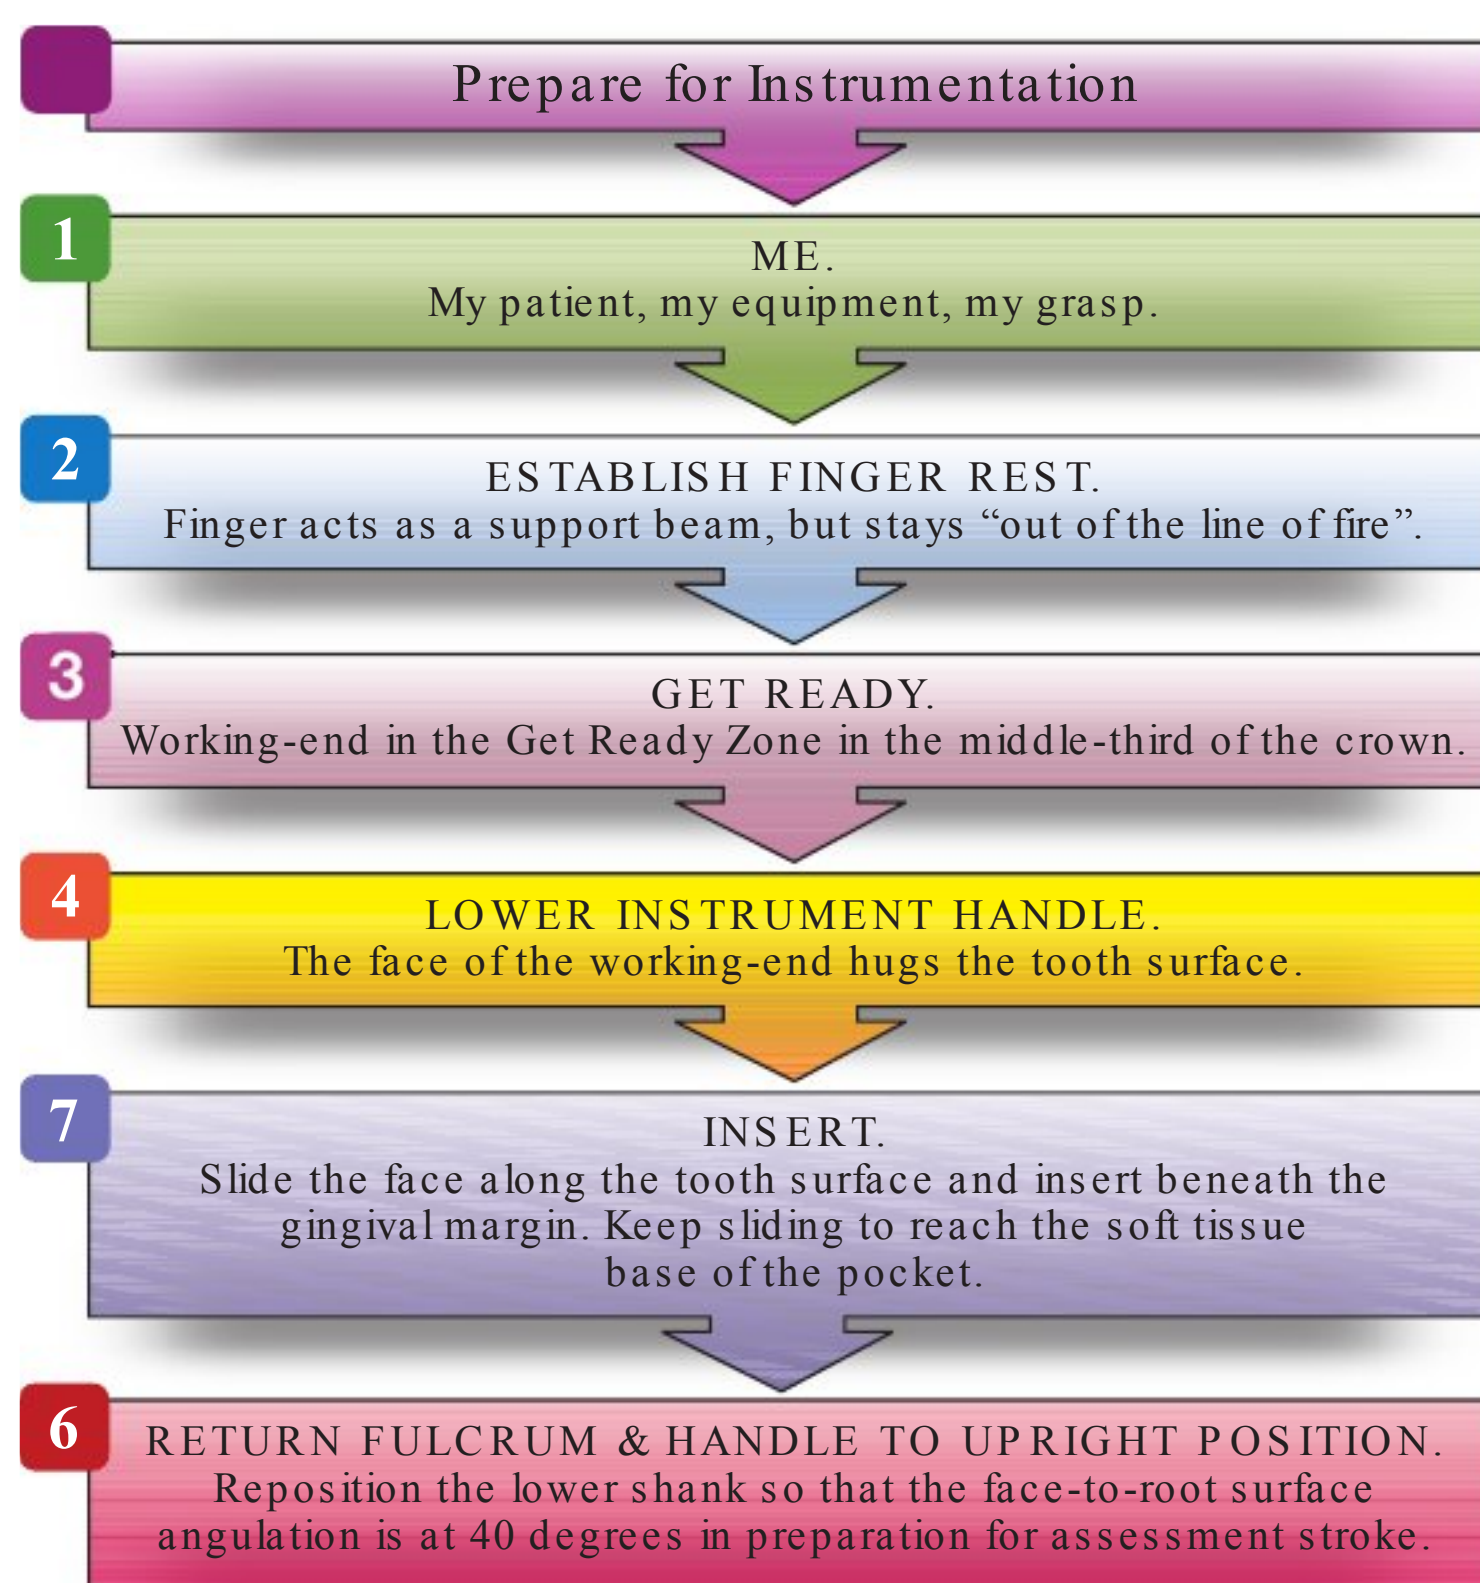 Prepare for Instrumentation
1
ME.
My patient, my equipment, my grasp.
2
ESTABLISH FINGER REST.
Finger acts as a support beam, but stays “out of the line of fire”.
3
GET READY.
Working-end in the Get Ready Zone in the middle-third of the crown.
4
LOWER INSTRUMENT HANDLE.
The face of the working-end hugs the tooth surface.
7
INSERT.
Slide the face along the tooth surface and insert beneath the
gingival margin. Keep sliding to reach the soft tissue
base of the pocket.
6
RETURN FULCRUM & HANDLE TO UPRIGHT POSITION.
Reposition the lower shank so that the face-to-root surface
angulation is at 40 degrees in preparation for assessment stroke.